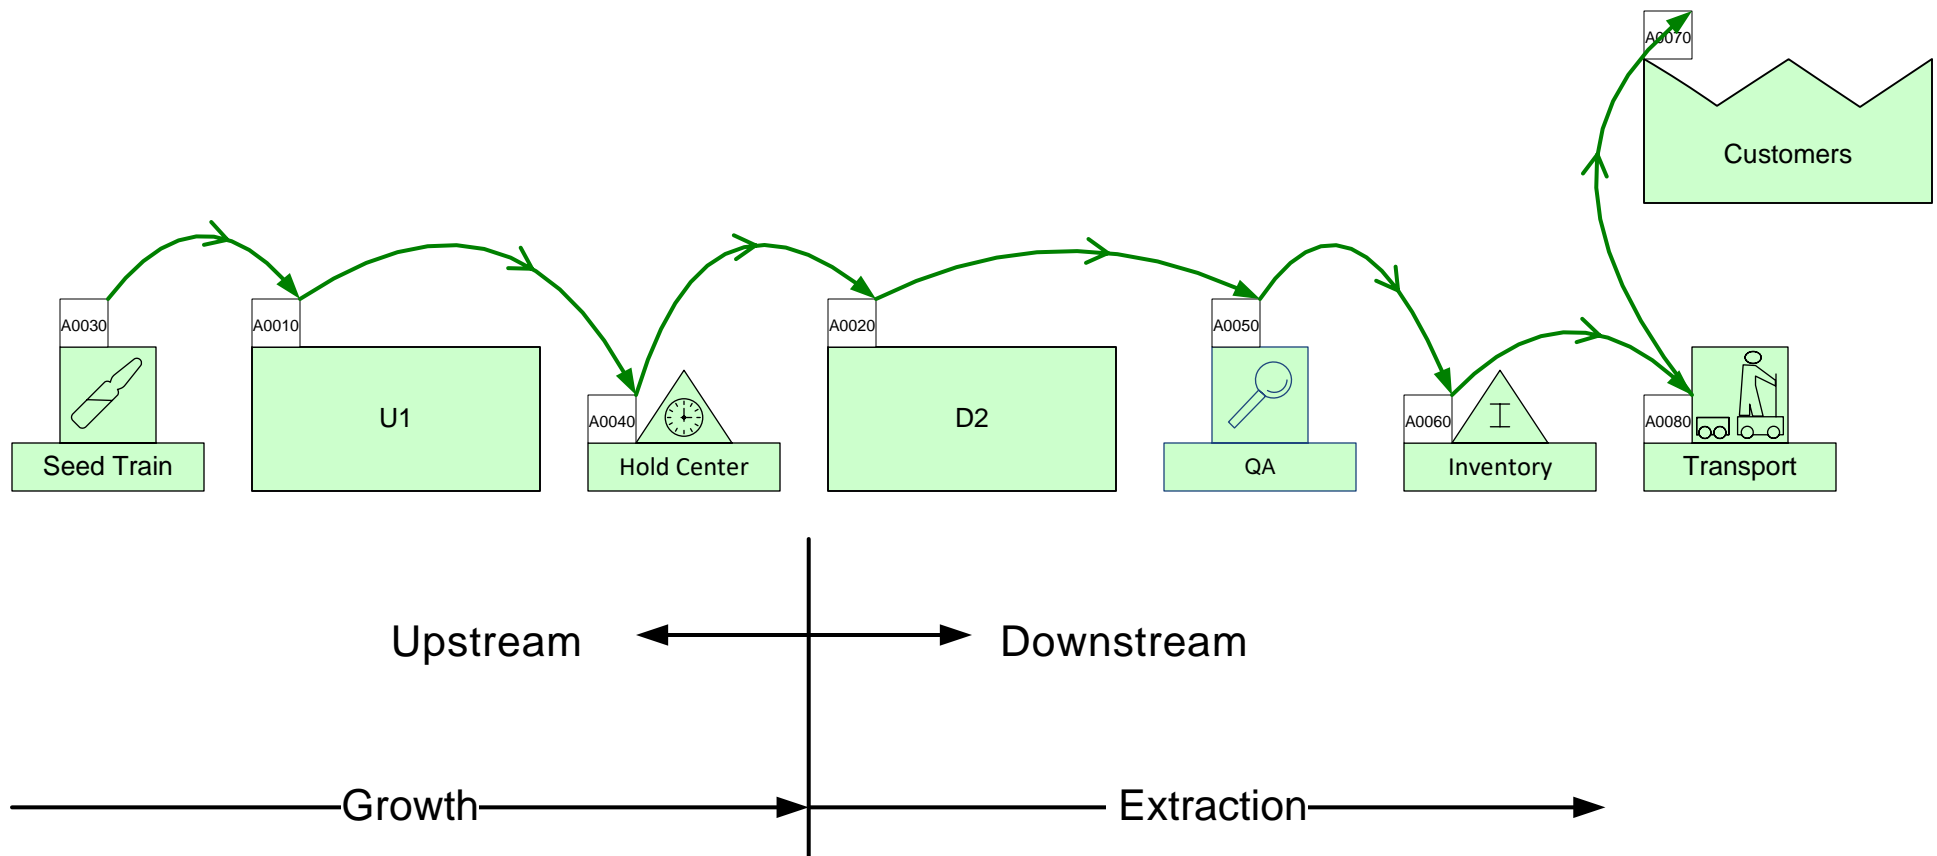 A0070
Customers
A0030
A0010
A0020
A0050
A0040
A0060
A0080
U1
D2
Seed Train
Hold Center
QA
Inventory
Transport
I
Upstream
Downstream
Growth
Extraction